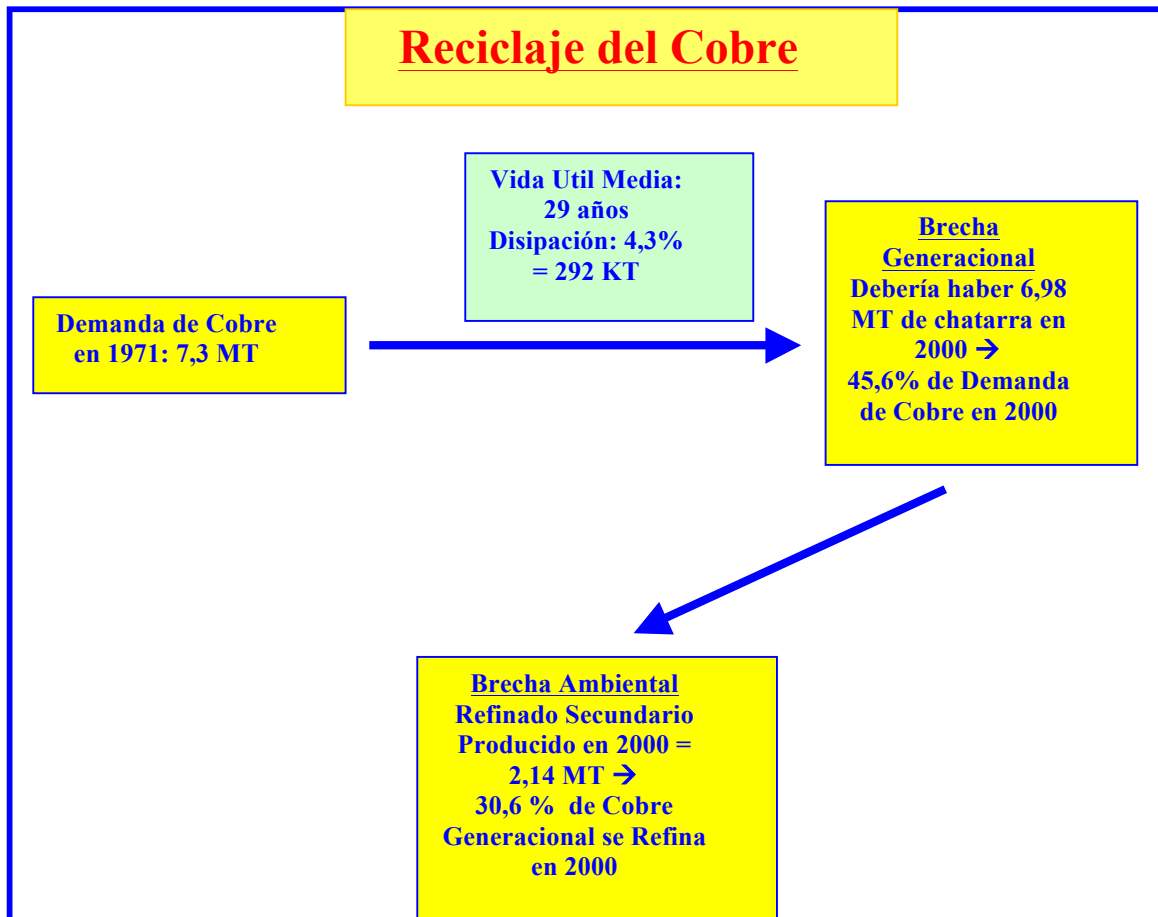 Reciclaje del Cobre
Vida Util Media:
29 años
Disipación: 4,3%
= 292 KT
Demanda de Cobre
en 1971: 7,3 MT
Brecha
Generacional
Debería haber 6,98
MT de chatarra en
2000 →
45,6% de Demanda
de Cobre en 2000
Brecha Ambiental
Refinado Secundario
Producido en 2000 =
2,14 MT →
30,6 % de Cobre
Generacional se Refina
en 2000